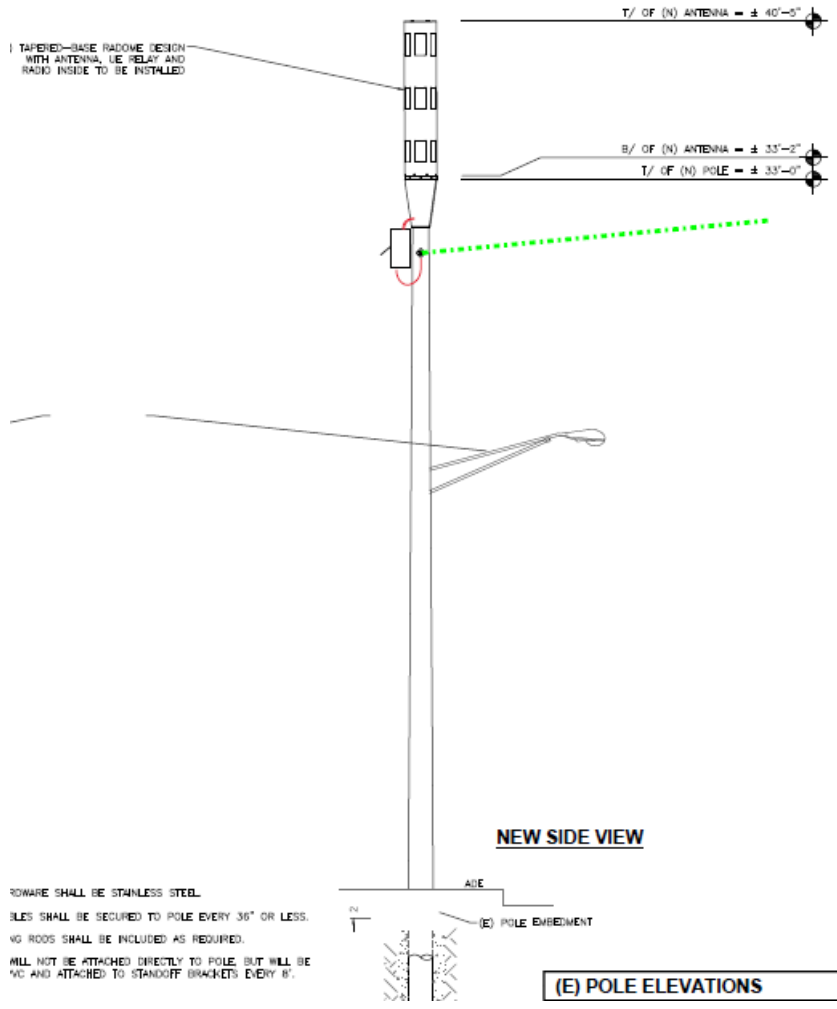 T/ OF (N) ANTENNA = ± 40'-5"
) TAPERED-BASE RADOME DESIGN
WITH ANTENNA, UE RELAY AND
RADIO INSIDE TO BE INSTALLED
B/ OF (N) ANTENNA = ± 33'-2"
T/ OF (N) POLE = ± 33'-0"
NEW SIDE VIEW
ADE
RDWARE SHALL BE STAINLESS STEEL.
BLES SHALL BE SECURED TO POLE EVERY 36" OR LESS.
NG RODS SHALL BE INCLUDED AS REQUIRED.
WILL NOT BE ATTACHED DIRECTLY TO POLE, BUT WILL BE
VC AND ATTACHED TO STANDOFF BRACKETS EVERY 8'.
2
1
(E) POLE EMBEDMENT
(E) POLE ELEVATIONS